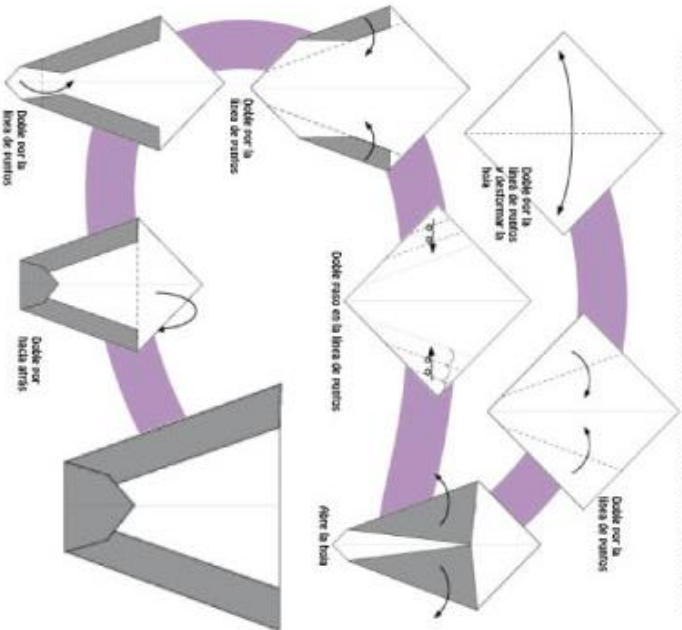 Doble por la
línea de puntos
y desformar la
hoja
Doble por la
línea de puntos
Abre la hoja
Doble paso en la línea de puntos
Doble por la
línea de puntos
Doble por la
línea de puntos
Doble por
hacia atrás